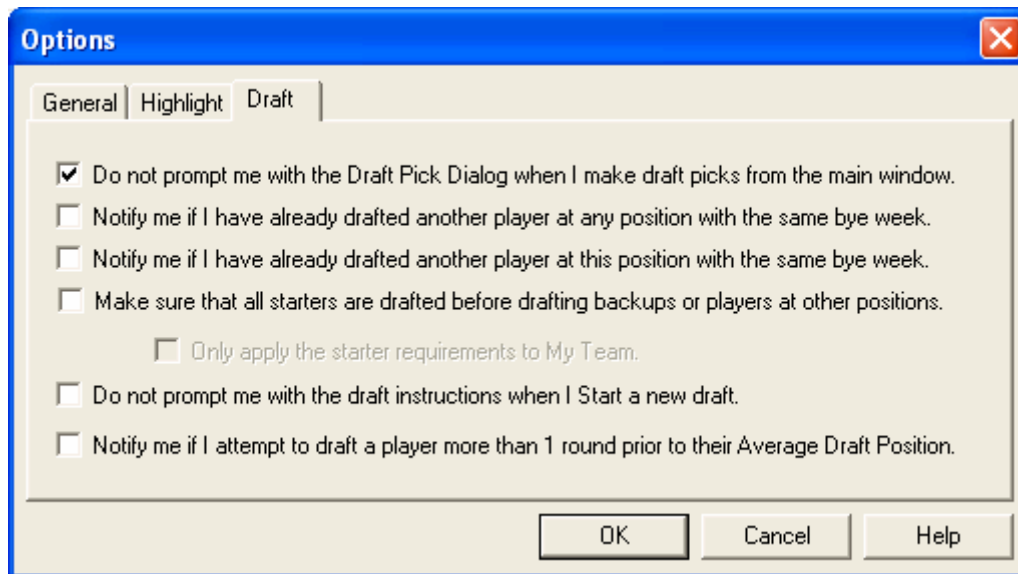 Options
General Highlight Draft
Do not prompt me with the Draft Pick Dialog when I make draft picks from the main window.
Notify me if I have already drafted another player at any position with the same bye week.
Notify me if I have already drafted another player at this position with the same bye week.
Make sure that all starters are drafted before drafting backups or players at other positions.
Only apply the starter requirements to My Team.
Do not prompt me with the draft instructions when I Start a new draft.
Notify me if I attempt to draft a player more than 1 round prior to their Average Draft Position.
OK Cancel Help